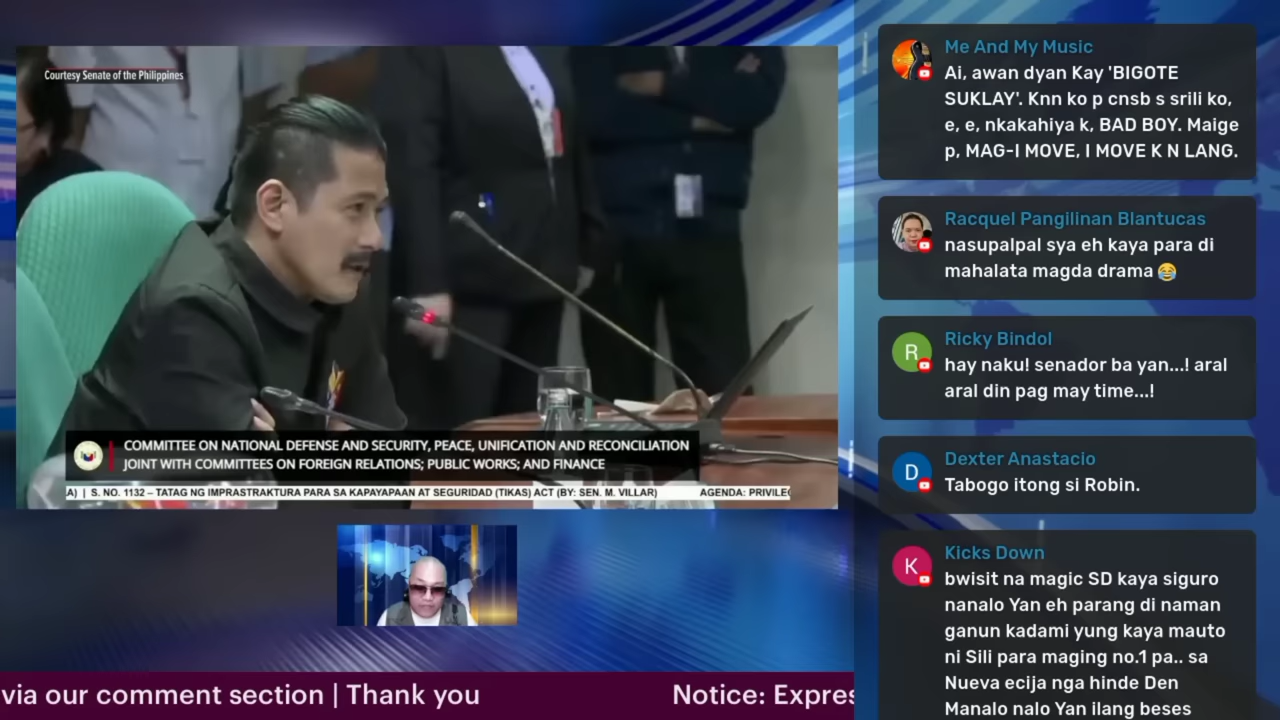 Courtesy Senate of the Philippines
COMMITTEE ON NATIONAL DEFENSE AND SECURITY, PEACE, UNIFICATION AND RECONCILIATION
JOINT WITH COMMITTEES ON FOREIGN RELATIONS; PUBLIC WORKS; AND FINANCE
A) | S. NO. 1132 – TATAG NG IMPRASTRAKTURA PARA SA KAPAYAPAAN AT SEGURIDAD (TIKAS) ACT (BY: SEN. M. VILLAR) AGENDA: PRIVILEG
via our comment section | Thank you Notice: Expres
Me And My Music
Ai, awan dyan Kay 'BIGOTE
SUKLAY'. Knn ko p cnsb s srili ko,
e, e, nkakahiya k, BAD BOY. Maige
p, MAG-I MOVE, I MOVE K N LANG.
Racquel Pangilinan Blantucas
nasupalpal sya eh kaya para di
mahalata magda drama 😂
R
Ricky Bindol
hay naku! senador ba yan...! aral
aral din pag may time...!
D
Dexter Anastacio
Tabogo itong si Robin.
K
Kicks Down
bwisit na magic SD kaya siguro
nanalo Yan eh parang di naman
ganun kadami yung kaya mauto
ni Sili para maging no.1 pa.. sa
Nueva ecija nga hinde Den
Manalo nalo Yan ilang beses